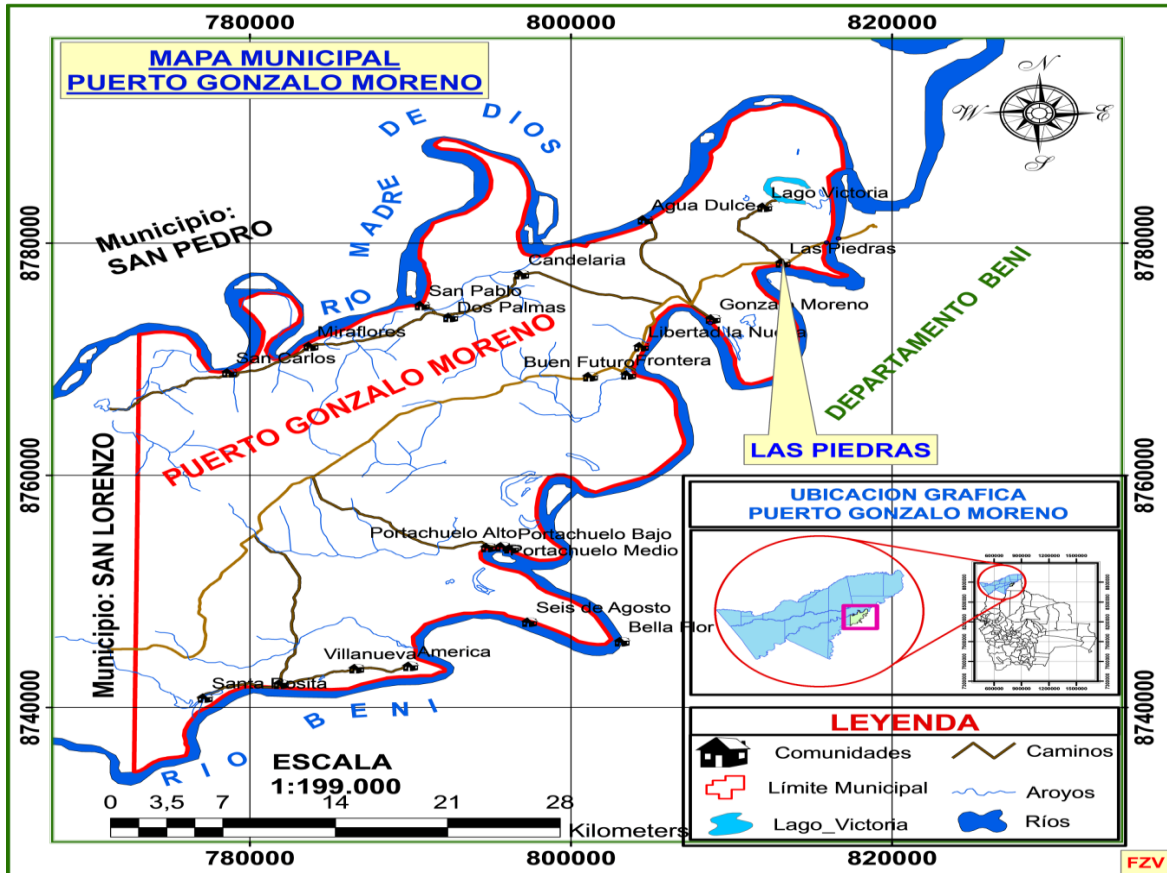 780000 800000 820000
MAPA MUNICIPAL
PUERTO GONZALO MORENO
N
W E
S
RIO MADRE DE DIOS
Municipio:
SAN PEDRO
8780000 8780000
Lago Victoria
Agua Dulce
Las Piedras
Candelaria
San Pablo
Dos Palmas
Gonzalo Moreno
Miraflores
Libertad la Nueva
San Carlos
Buen Futuro
Frontera
PUERTO GONZALO MORENO
DEPARTAMENTO BENI
LAS PIEDRAS
8760000 8760000
Municipio: SAN LORENZO
Portachuelo Alto
Portachuelo Bajo
Portachuelo Medio
Seis de Agosto
Bella Flor
Villanueva
America
Santa Rosita
8740000 8740000
RIO BENI
ESCALA
1:199.000
0 3,5 7 14 21 28
Kilometers
UBICACION GRAFICA
PUERTO GONZALO MORENO
LEYENDA
Comunidades
Caminos
Límite Municipal
Aroyos
Lago_Victoria
Ríos
780000 800000 820000
FZV